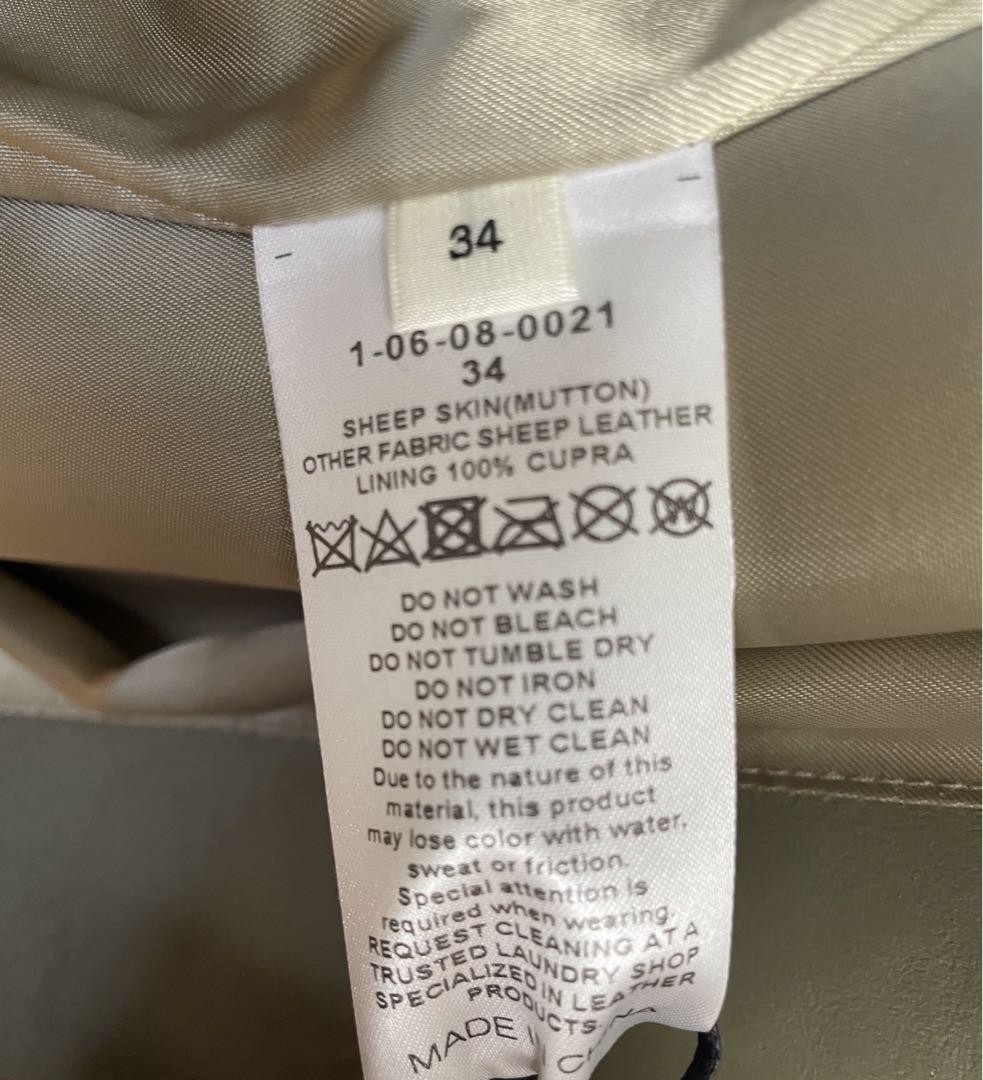 34
1-06-08-0021
34
SHEEP SKIN(MUTTON)
OTHER FABRIC SHEEP LEATHER
LINING 100% CUPRA
W
DO NOT WASH
DO NOT BLEACH
DO NOT TUMBLE DRY
DO NOT IRON
DO NOT DRY CLEAN
DO NOT WET CLEAN
Due to the nature of this
material, this product
may lose color with water,
sweat or friction.
Special attention is
required when wearing.
REQUEST CLEANING AT A
TRUSTED LAUNDRY SHOP
SPECIALIZED IN LEATHER
PRODUCTS.
MADE IN CHINA